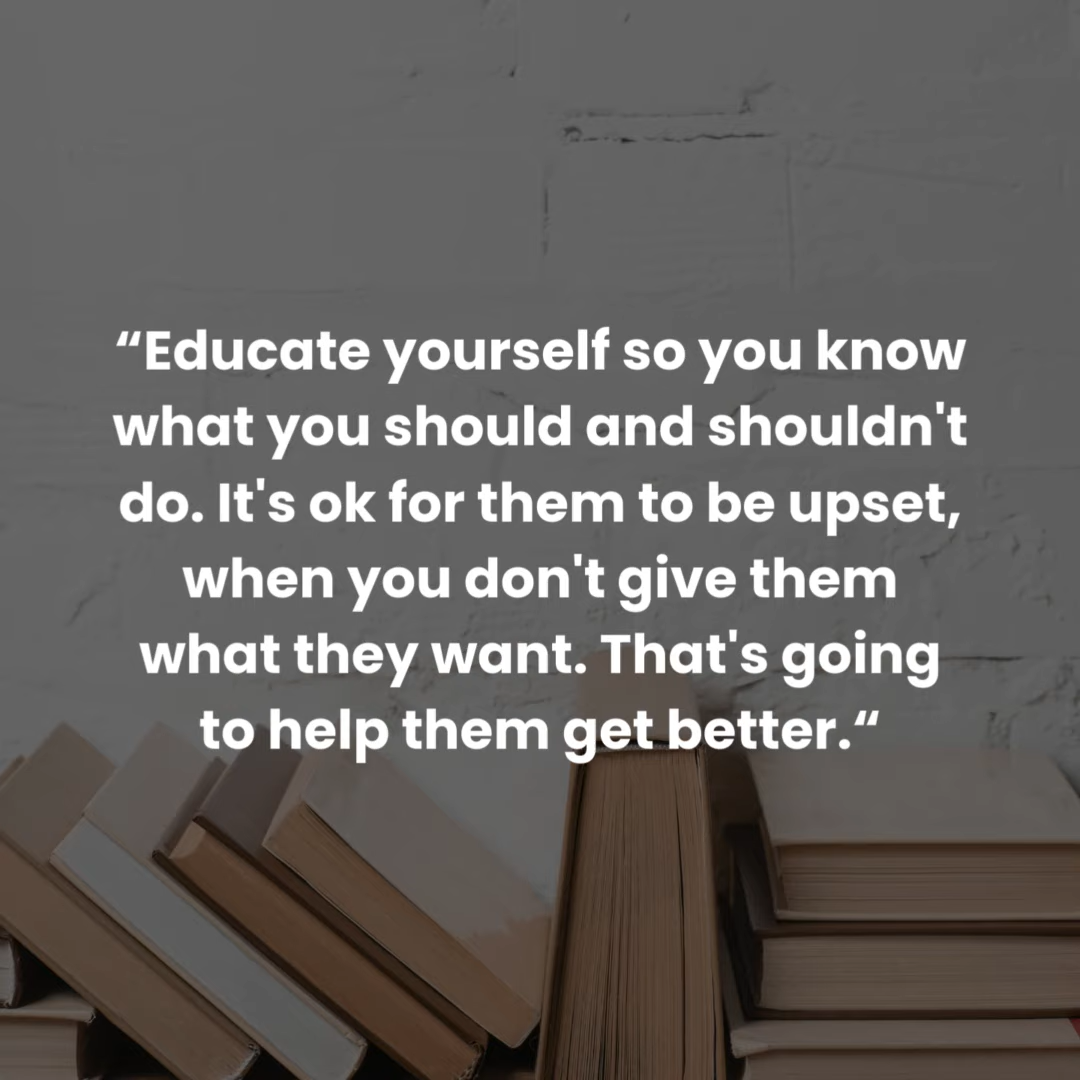 “Educate yourself so you know
what you should and shouldn't
do. It's ok for them to be upset,
when you don't give them
what they want. That's going
to help them get better.“